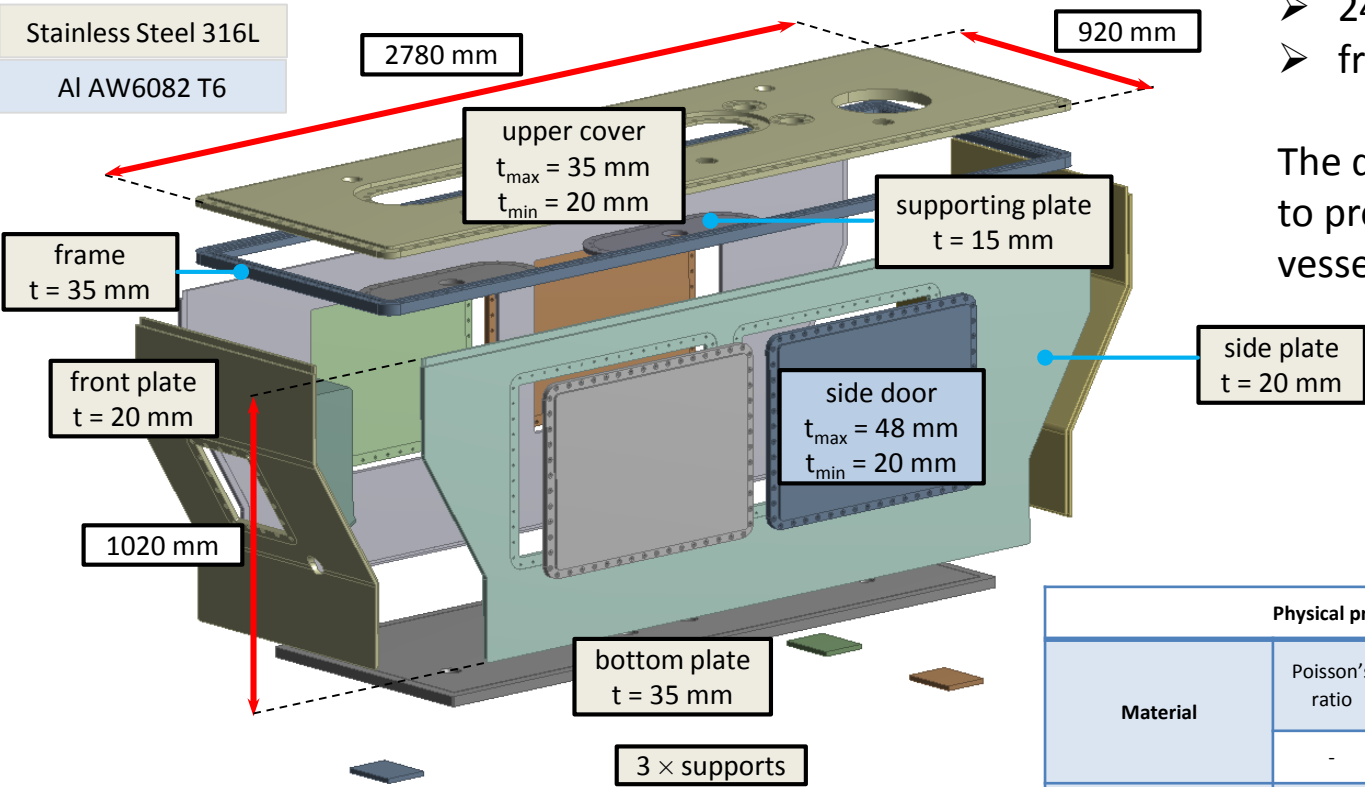 Stainless Steel 316L
Al AW6082 T6
2780 mm
920 mm
upper cover
tmax = 35 mm
tmin = 20 mm
supporting plate
t = 15 mm
frame
t = 35 mm
front plate
t = 20 mm
side plate
t = 20 mm
side door
tmax = 48 mm
tmin = 20 mm
1020 mm
bottom plate
t = 35 mm
3 × supports
➢ 24
➢ fr
The d
to pro
vesse
Physical pr
Material
Poisson's
ratio
-